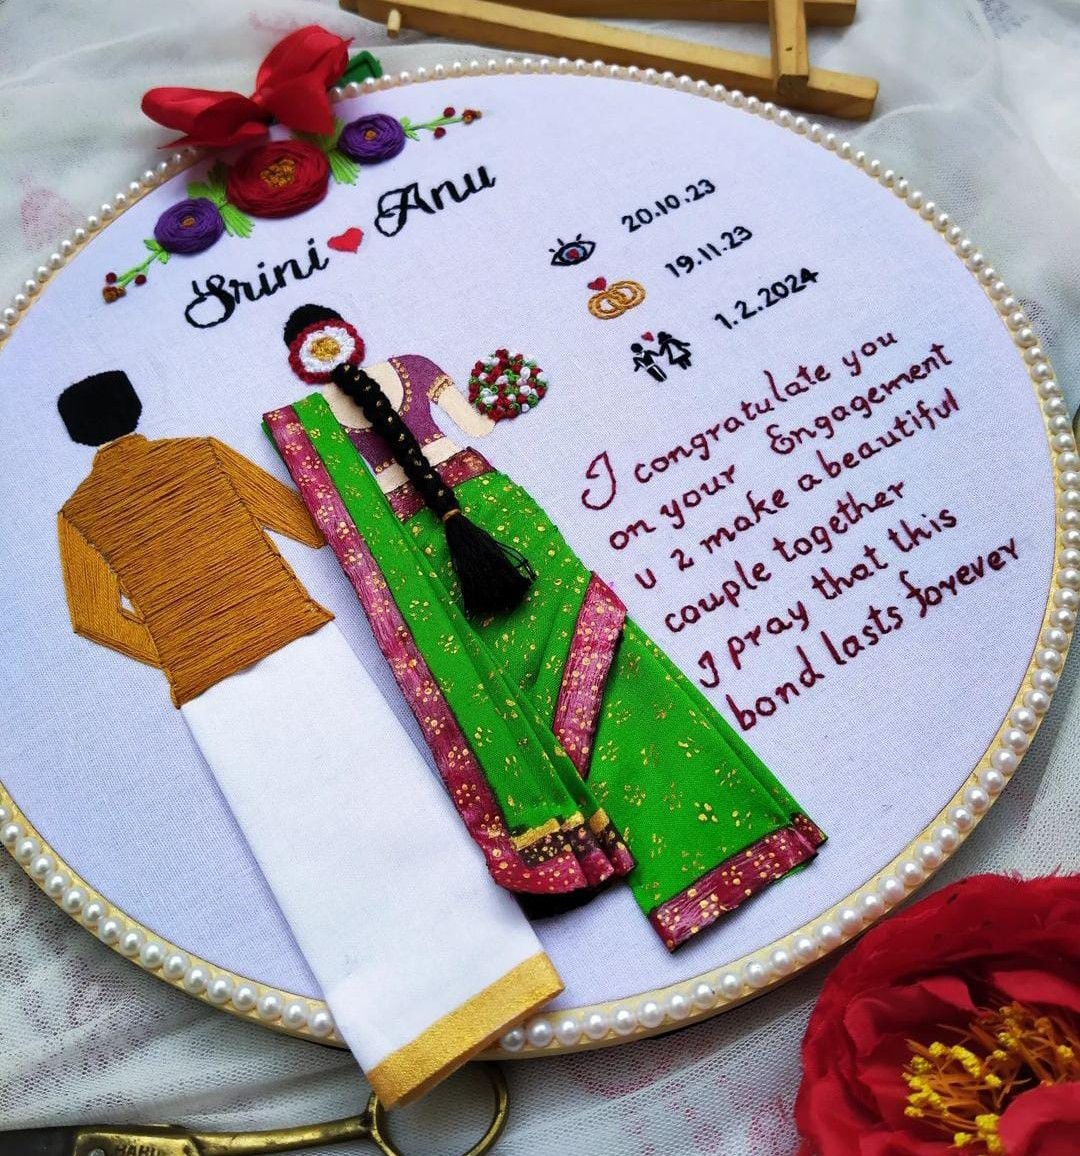 Srini Anu
20.10.23
19.11.23
1.2.2024
I congratulate you
on your Engagement
u 2 make a beautiful
couple together
I pray that this
bond lasts forever